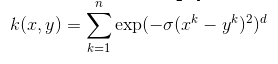 k(x, y) = \sum_{k=1}^{n} \exp(-\sigma(x^k - y^k)^2)^d